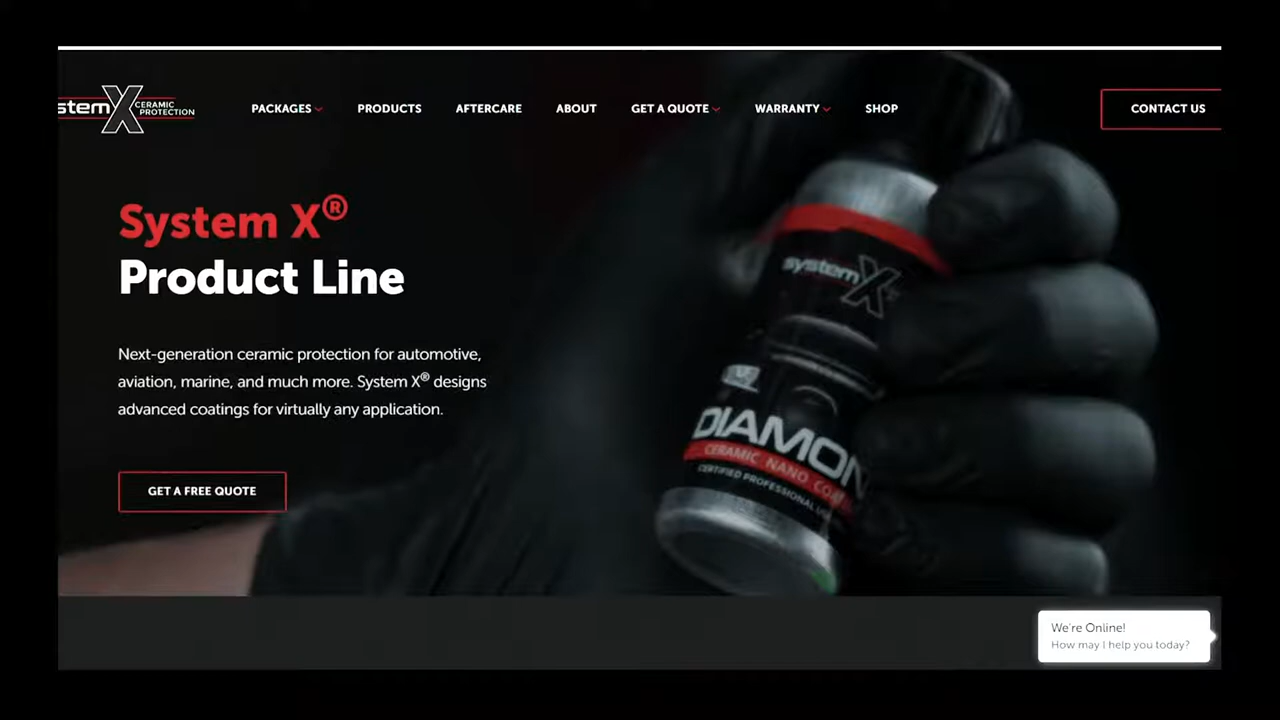 stem X CERAMIC PROTECTION
PACKAGES
PRODUCTS
AFTERCARE
ABOUT
GET A QUOTE
WARRANTY
SHOP
CONTACT US
System X®
Product Line
Next-generation ceramic protection for automotive,
aviation, marine, and much more. System X® designs
advanced coatings for virtually any application.
GET A FREE QUOTE
systemX
DIAMON
CERAMIC NANO
CERTIFIED PROFESSIONAL
We're Online!
How may I help you today?